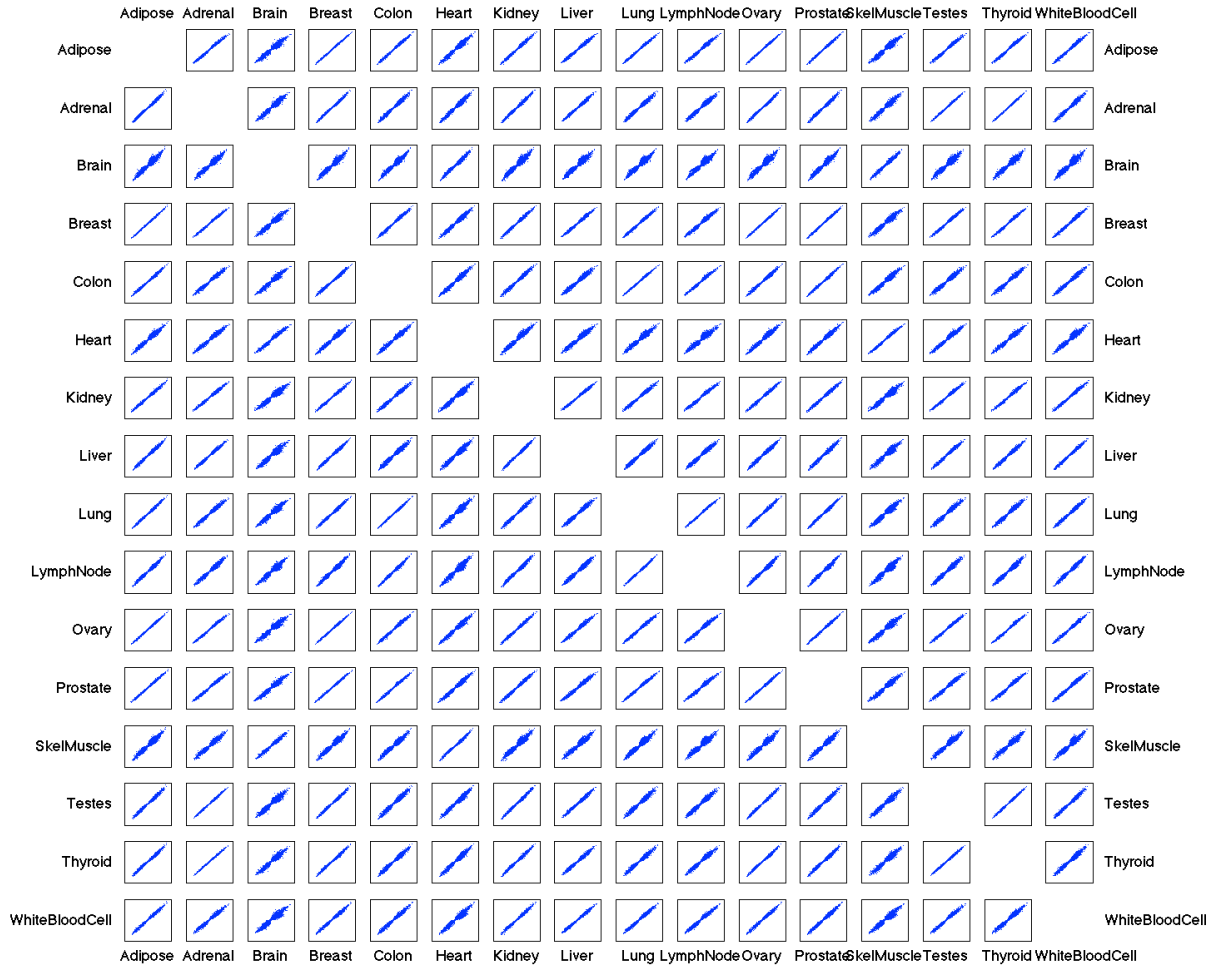 Adipose Adrenal Brain Breast Colon Heart Kidney Liver Lung LymphNode Ovary Prostate SkelMuscle Testes Thyroid WhiteBloodCell
Adipose Adipose
Adrenal Adrenal
Brain Brain
Breast Breast
Colon Colon
Heart Heart
Kidney Kidney
Liver Liver
Lung Lung
LymphNode LymphNode
Ovary Ovary
Prostate Prostate
SkelMuscle SkelMuscle
Testes Testes
Thyroid Thyroid
WhiteBloodCell WhiteBloodCell
Adipose Adrenal Brain Breast Colon Heart Kidney Liver Lung LymphNode Ovary Prostate SkelMuscle Testes Thyroid WhiteBloodCell